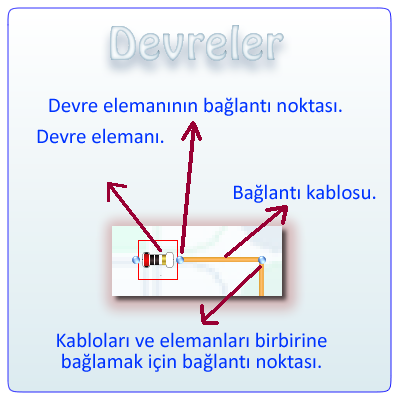 Devreler
Devre elemanının bağlantı noktası.
Devre elemanı.
Bağlantı kablosu.
Kabloları ve elemanları birbirine
bağlamak için bağlantı noktası.